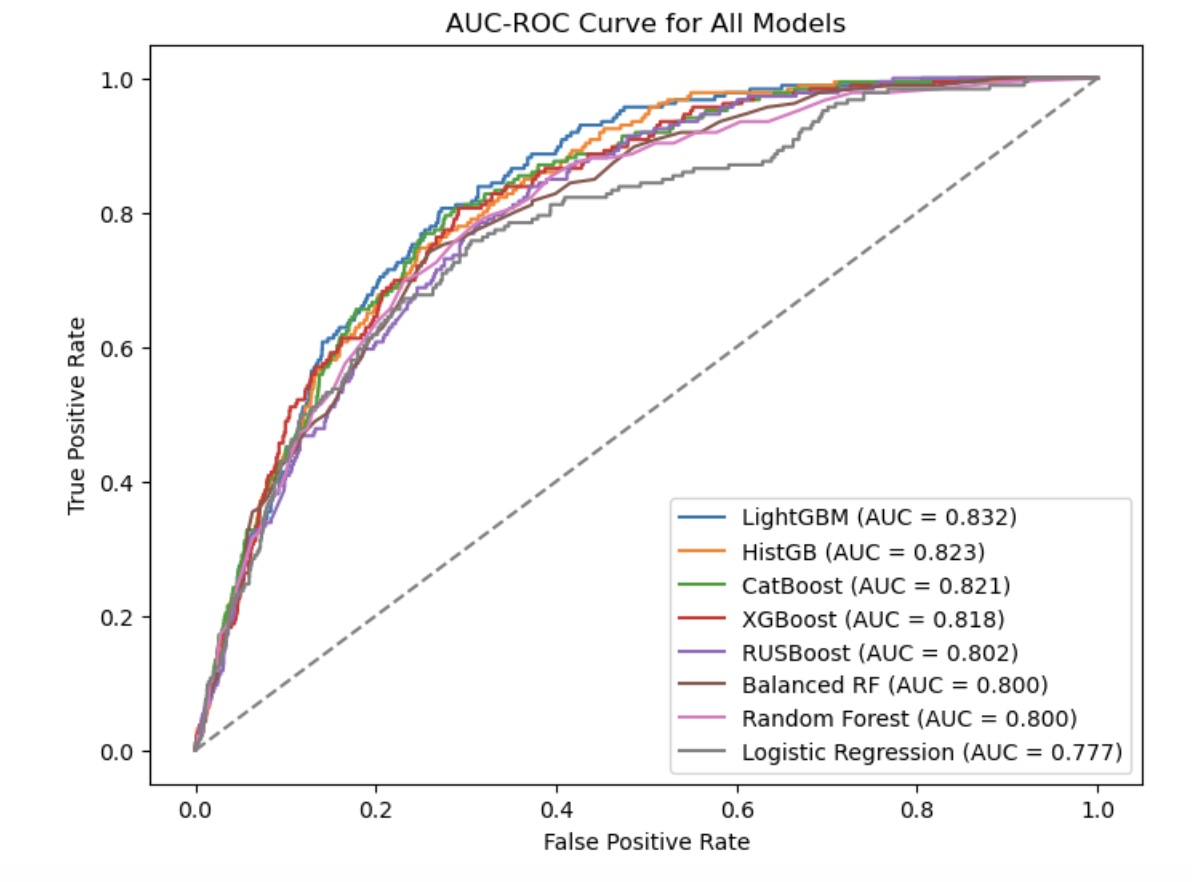 AUC-ROC Curve for All Models
1.0
0.8
0.6
0.4
0.2
0.0
True Positive Rate
LightGBM (AUC = 0.832)
HistGB (AUC = 0.823)
CatBoost (AUC = 0.821)
XGBoost (AUC = 0.818)
RUSBoost (AUC = 0.802)
Balanced RF (AUC = 0.800)
Random Forest (AUC = 0.800)
Logistic Regression (AUC = 0.777)
0.0 0.2 0.4 0.6 0.8 1.0
False Positive Rate